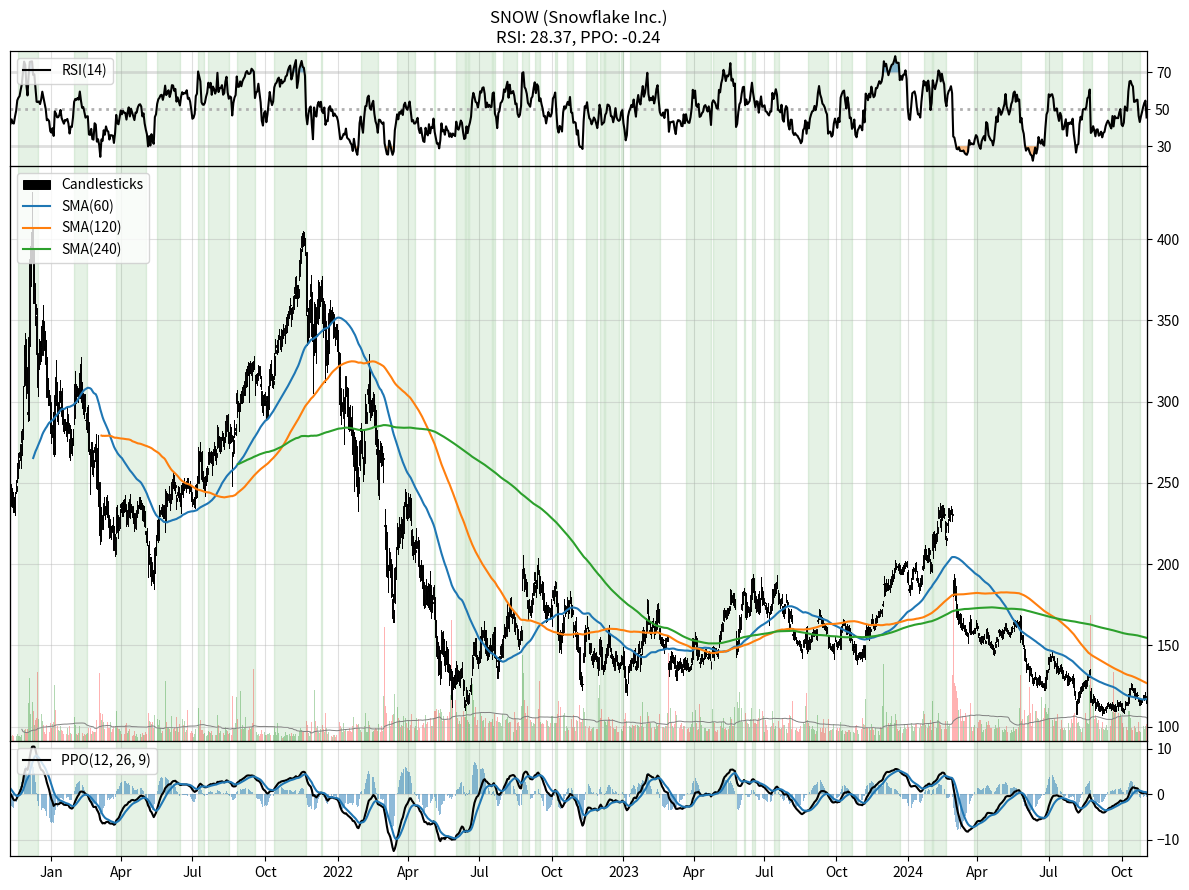 SNOW (Snowflake Inc.)
RSI: 28.37, PPO: -0.24
RSI(14)
70
50
30
Candlesticks
SMA(60)
SMA(120)
SMA(240)
400
350
300
250
200
150
100
PPO(12, 26, 9)
10
0
−10
Jan Apr Jul Oct 2022 Apr Jul Oct 2023 Apr Jul Oct 2024 Apr Jul Oct